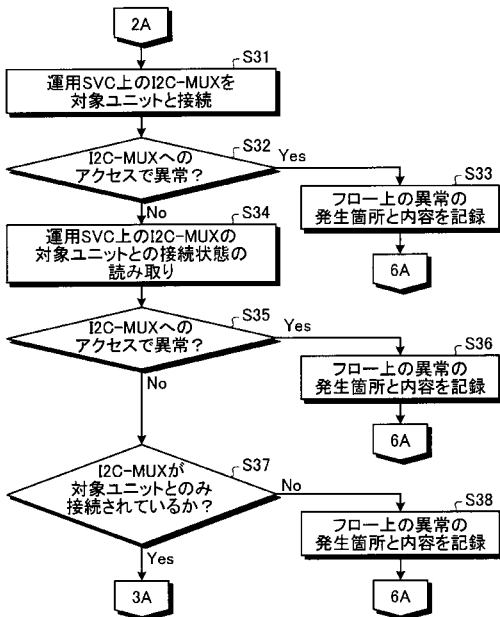 2A
S31
運用SVC上のI2C-MUXを
対象ユニットと接続
S32
I2C-MUXへの
アクセスで異常?
Yes
No
S33
フロー上の異常の
発生箇所と内容を記録
6A
S34
運用SVC上のI2C-MUXの
対象ユニットとの接続状態の
読み取り
S35
I2C-MUXへの
アクセスで異常?
Yes
No
S36
フロー上の異常の
発生箇所と内容を記録
6A
S37
I2C-MUXが
対象ユニットとのみ
接続されているか?
No
Yes
S38
フロー上の異常の
発生箇所と内容を記録
3A
6A